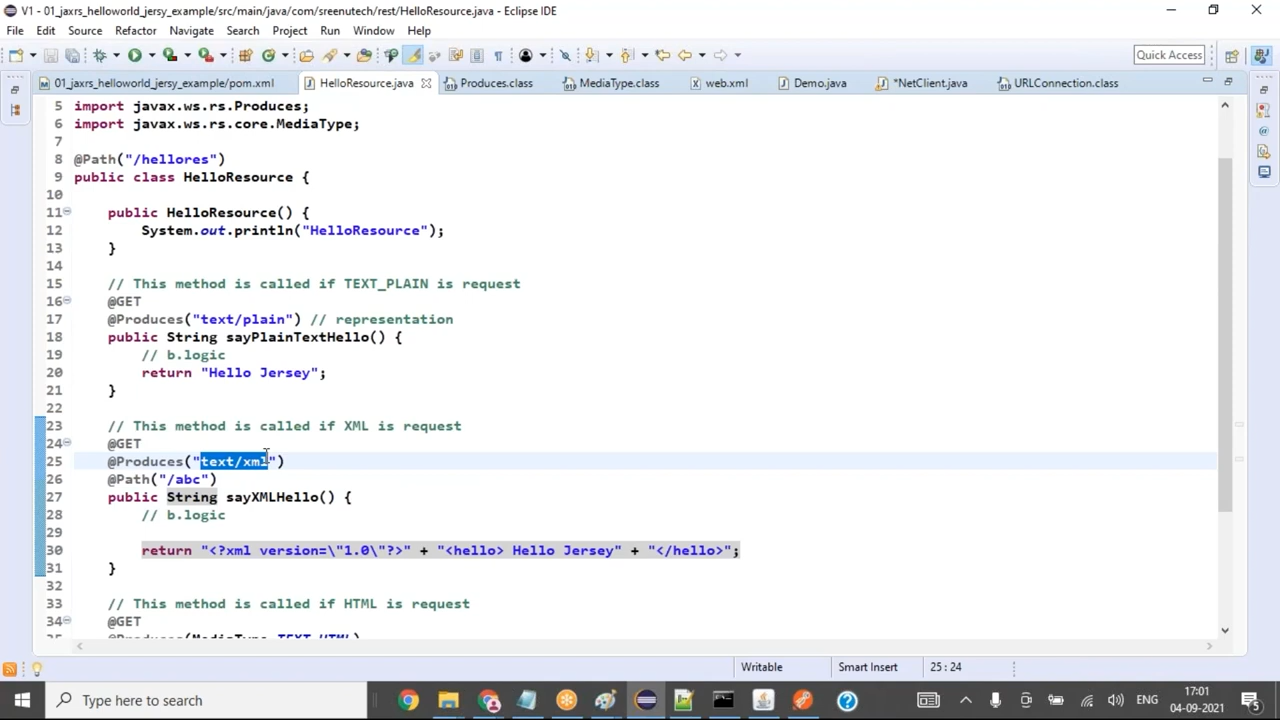 V1 - 01_jaxrs_helloworld_jersy_example/src/main/java/com/sreenutech/rest/HelloResource.java - Eclipse IDE
File Edit Source Refactor Navigate Search Project Run Window Help
Quick Access
01_jaxrs_helloworld_jersy_example/pom.xml HelloResource.java Produces.class MediaType.class web.xml Demo.java *NetClient.java URLConnection.class
5 import javax.ws.rs.Produces;
6 import javax.ws.rs.core.MediaType;
7
8 @Path("/hellores")
9 public class HelloResource {
10
11 public HelloResource() {
12 System.out.println("HelloResource");
13 }
14
15 // This method is called if TEXT_PLAIN is request
16 @GET
17 @Produces("text/plain") // representation
18 public String sayPlainTextHello() {
19 // b.logic
20 return "Hello Jersey";
21 }
22
23 // This method is called if XML is request
24 @GET
25 @Produces("text/xml")
26 @Path("/abc")
27 public String sayXMLHello() {
28 // b.logic
29
30 return "<?xml version=\"1.0\"?>" + "<hello> Hello Jersey" + "</hello>";
31 }
32
33 // This method is called if HTML is request
34 @GET
35 @Produces(MediaType.TEXT_HTML)
Writable Smart Insert 25 : 24
Type here to search
ENG
17:01
04-09-2021
5